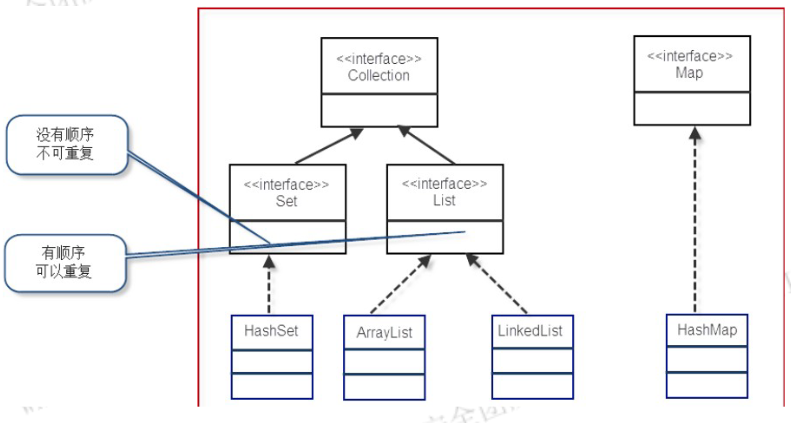 <<interface>>
Collection
<<interface>>
Map
没有顺序
不可重复
<<interface>>
Set
<<interface>>
List
有顺序
可以重复
HashSet
ArrayList
LinkedList
HashMap